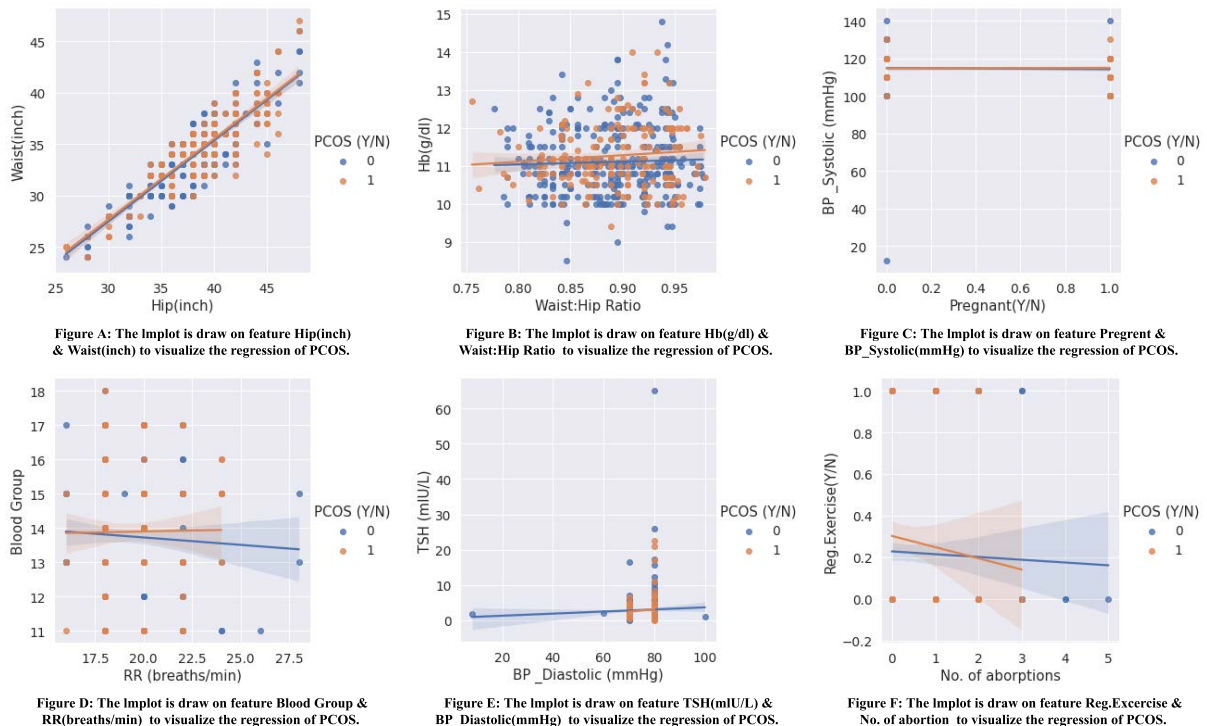 45
40
35
30
25
Waist(inch)
25 30 35 40 45
Hip(inch)
PCOS (Y/N)
0
1
Figure A: The lmplot is draw on feature Hip(inch)
& Waist(inch) to visualize the regression of PCOS.
15
14
13
12
11
10
9
Hb(g/dl)
0.75 0.80 0.85 0.90 0.95
Waist:Hip Ratio
PCOS (Y/N)
0
1
Figure B: The lmplot is draw on feature Hb(g/dl) &
Waist:Hip Ratio to visualize the regression of PCOS.
140
120
100
80
60
40
20
BP_Systolic (mmHg)
0.0 0.2 0.4 0.6 0.8 1.0
Pregnant(Y/N)
PCOS (Y/N)
0
1
Figure C: The lmplot is draw on feature Pregrent &
BP_Systolic(mmHg) to visualize the regression of PCOS.
18
17
16
15
14
13
12
11
Blood Group
17.5 20.0 22.5 25.0 27.5
RR (breaths/min)
PCOS (Y/N)
0
1
Figure D: The lmplot is draw on feature Blood Group &
RR(breaths/min) to visualize the regression of PCOS.
60
50
40
30
20
10
0
TSH (mIU/L)
20 40 60 80 100
BP _Diastolic (mmHg)
PCOS (Y/N)
0
1
Figure E: The lmplot is draw on feature TSH(mlU/L) &
BP_Diastolic(mmHg) to visualize the regression of PCOS.
1.0
0.8
0.6
0.4
0.2
0.0
−0.2
Reg.Exercise(Y/N)
0 1 2 3 4 5
No. of abortions
PCOS (Y/N)
0
1
Figure F: The lmplot is draw on feature Reg.Excercise &
No. of abortion to visualize the regression of PCOS.